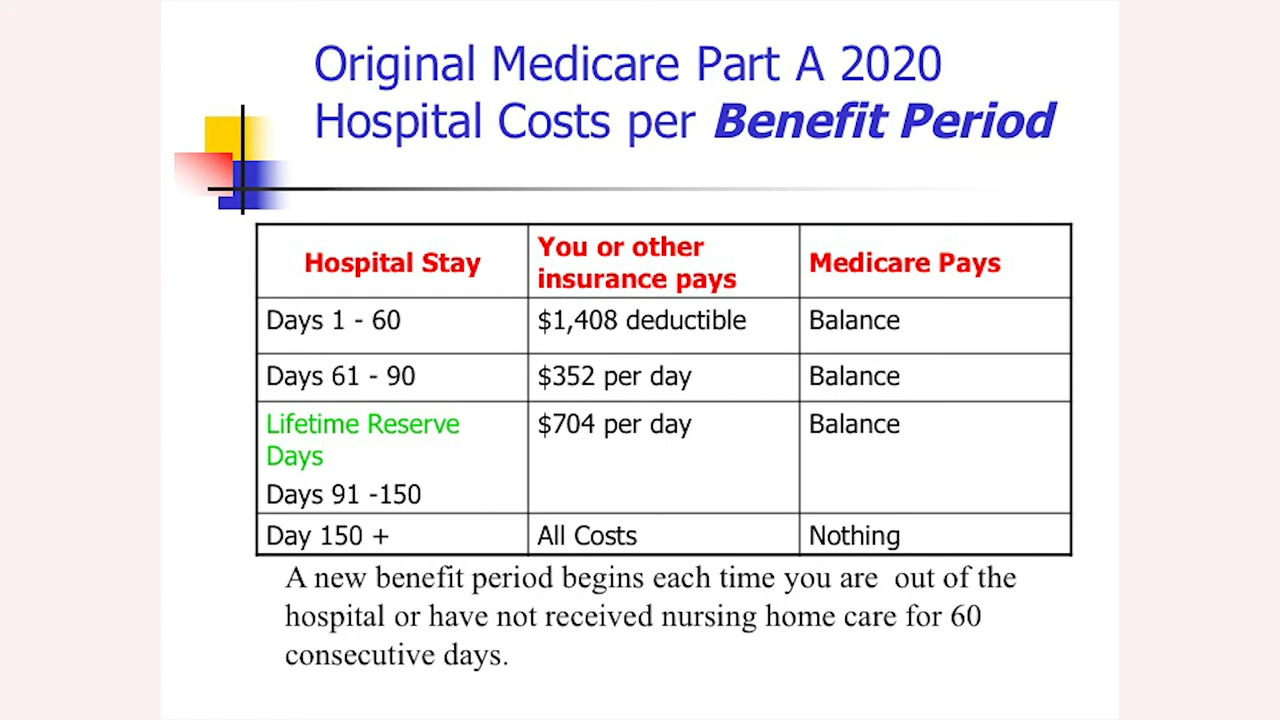 Original Medicare Part A 2020
Hospital Costs per Benefit Period
Hospital Stay
You or other
insurance pays
Medicare Pays
Days 1 - 60
$1,408 deductible
Balance
Days 61 - 90
$352 per day
Balance
Lifetime Reserve
Days
Days 91 -150
$704 per day
Balance
Day 150 +
All Costs
Nothing
A new benefit period begins each time you are  out of the
hospital or have not received nursing home care for 60
consecutive days.